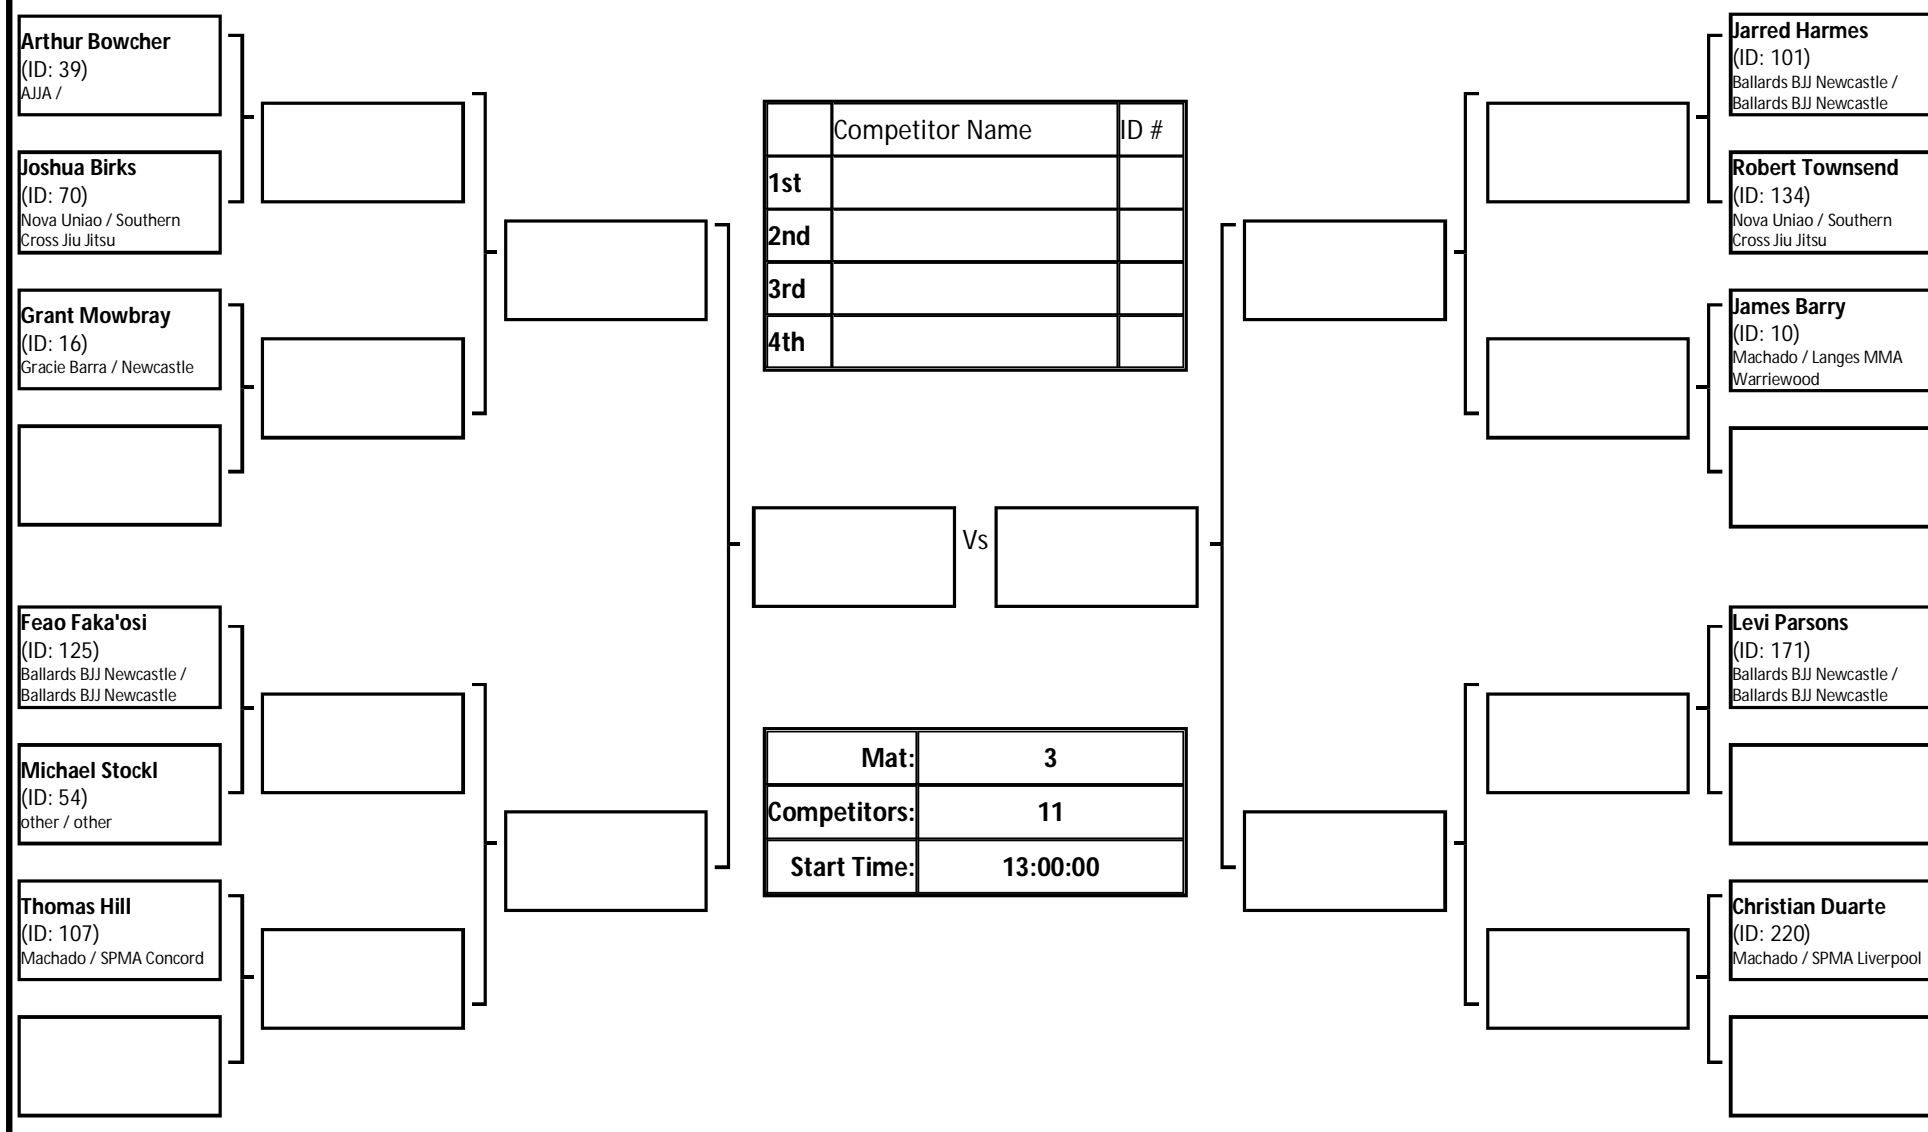 Arthur Bowcher
(ID: 39)
AJJA /
Joshua Birks
(ID: 70)
Nova Uniao / Southern
Cross Jiu Jitsu
Grant Mowbray
(ID: 16)
Gracie Barra / Newcastle
Feao Faka'osi
(ID: 125)
Ballards BJJ Newcastle /
Ballards BJJ Newcastle
Michael Stockl
(ID: 54)
other / other
Thomas Hill
(ID: 107)
Machado / SPMA Concord
Competitor Name ID #
1st
2nd
3rd
4th
Vs
Mat: 3
Competitors: 11
Start Time: 13:00:00
Jarred Harmes
(ID: 101)
Ballards BJJ Newcastle /
Ballards BJJ Newcastle
Robert Townsend
(ID: 134)
Nova Uniao / Southern
Cross Jiu Jitsu
James Barry
(ID: 10)
Machado / Langes MMA
Warriewood
Levi Parsons
(ID: 171)
Ballards BJJ Newcastle /
Ballards BJJ Newcastle
Christian Duarte
(ID: 220)
Machado / SPMA Liverpool